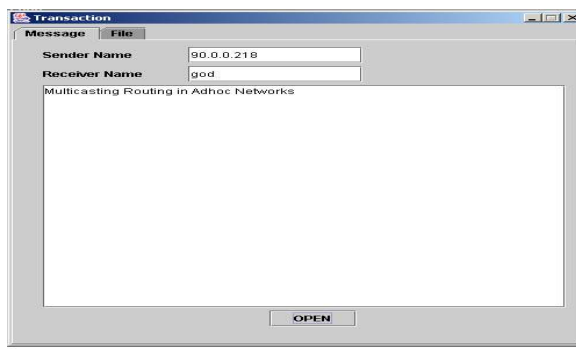 Transaction
Message File
Sender Name 90.0.0.218
Receiver Name god
Multicasting Routing in Adhoc Networks
OPEN